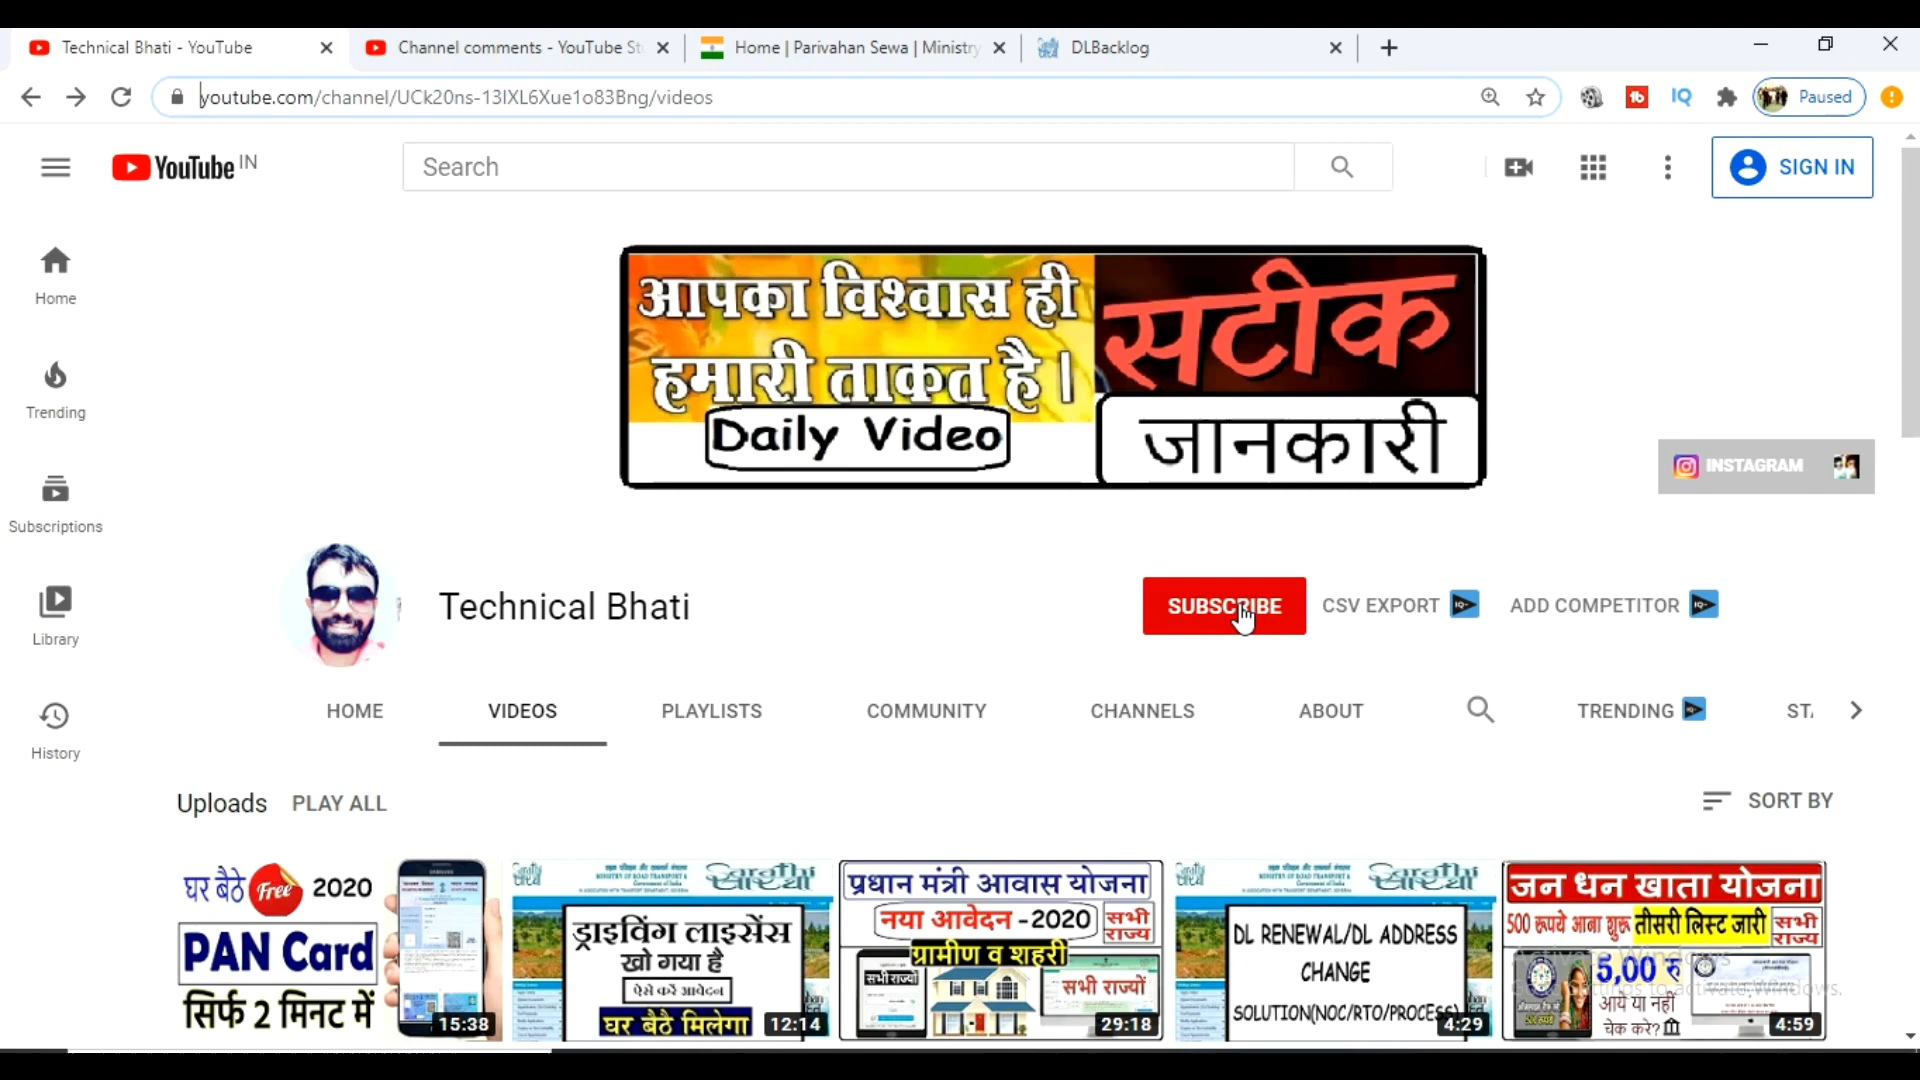 Technical Bhati - YouTube
Channel comments - YouTube St
Home | Parivahan Sewa | Ministry
DLBacklog
youtube.com/channel/UCk20ns-13IXL6Xue1o83Bng/videos
Paused
YouTube IN
Search
SIGN IN
Home
Trending
Subscriptions
Library
History
आपका विश्वास ही
हमारी ताकत है।
Daily Video
सटीक
जानकारी
INSTAGRAM
Technical Bhati
SUBSCRIBE
CSV EXPORT
ADD COMPETITOR
HOME
VIDEOS
PLAYLISTS
COMMUNITY
CHANNELS
ABOUT
TRENDING
Uploads
PLAY ALL
SORT BY
घर बैठे Free 2020
PAN Card
सिर्फ 2 मिनट में
15:38
ड्राइविंग लाइसेंस
खो गया है
ऐसे करें आवेदन
घर बैठे मिलेगा
12:14
प्रधान मंत्री आवास योजना
नया आवेदन -2020
सभी
राज्य
ग्रामीण व शहरी
सभी राज्यों
सभी राज्यों
29:18
DL RENEWAL/DL ADDRESS
CHANGE
SOLUTION(NOC/RTO/PROCESS)
4:29
जन धन खाता योजना
500 रूपये आना शुरू तीसरी लिस्ट जारी
सभी
राज्य
5,00 रु
आये या नहीं
चेक करे?
4:59